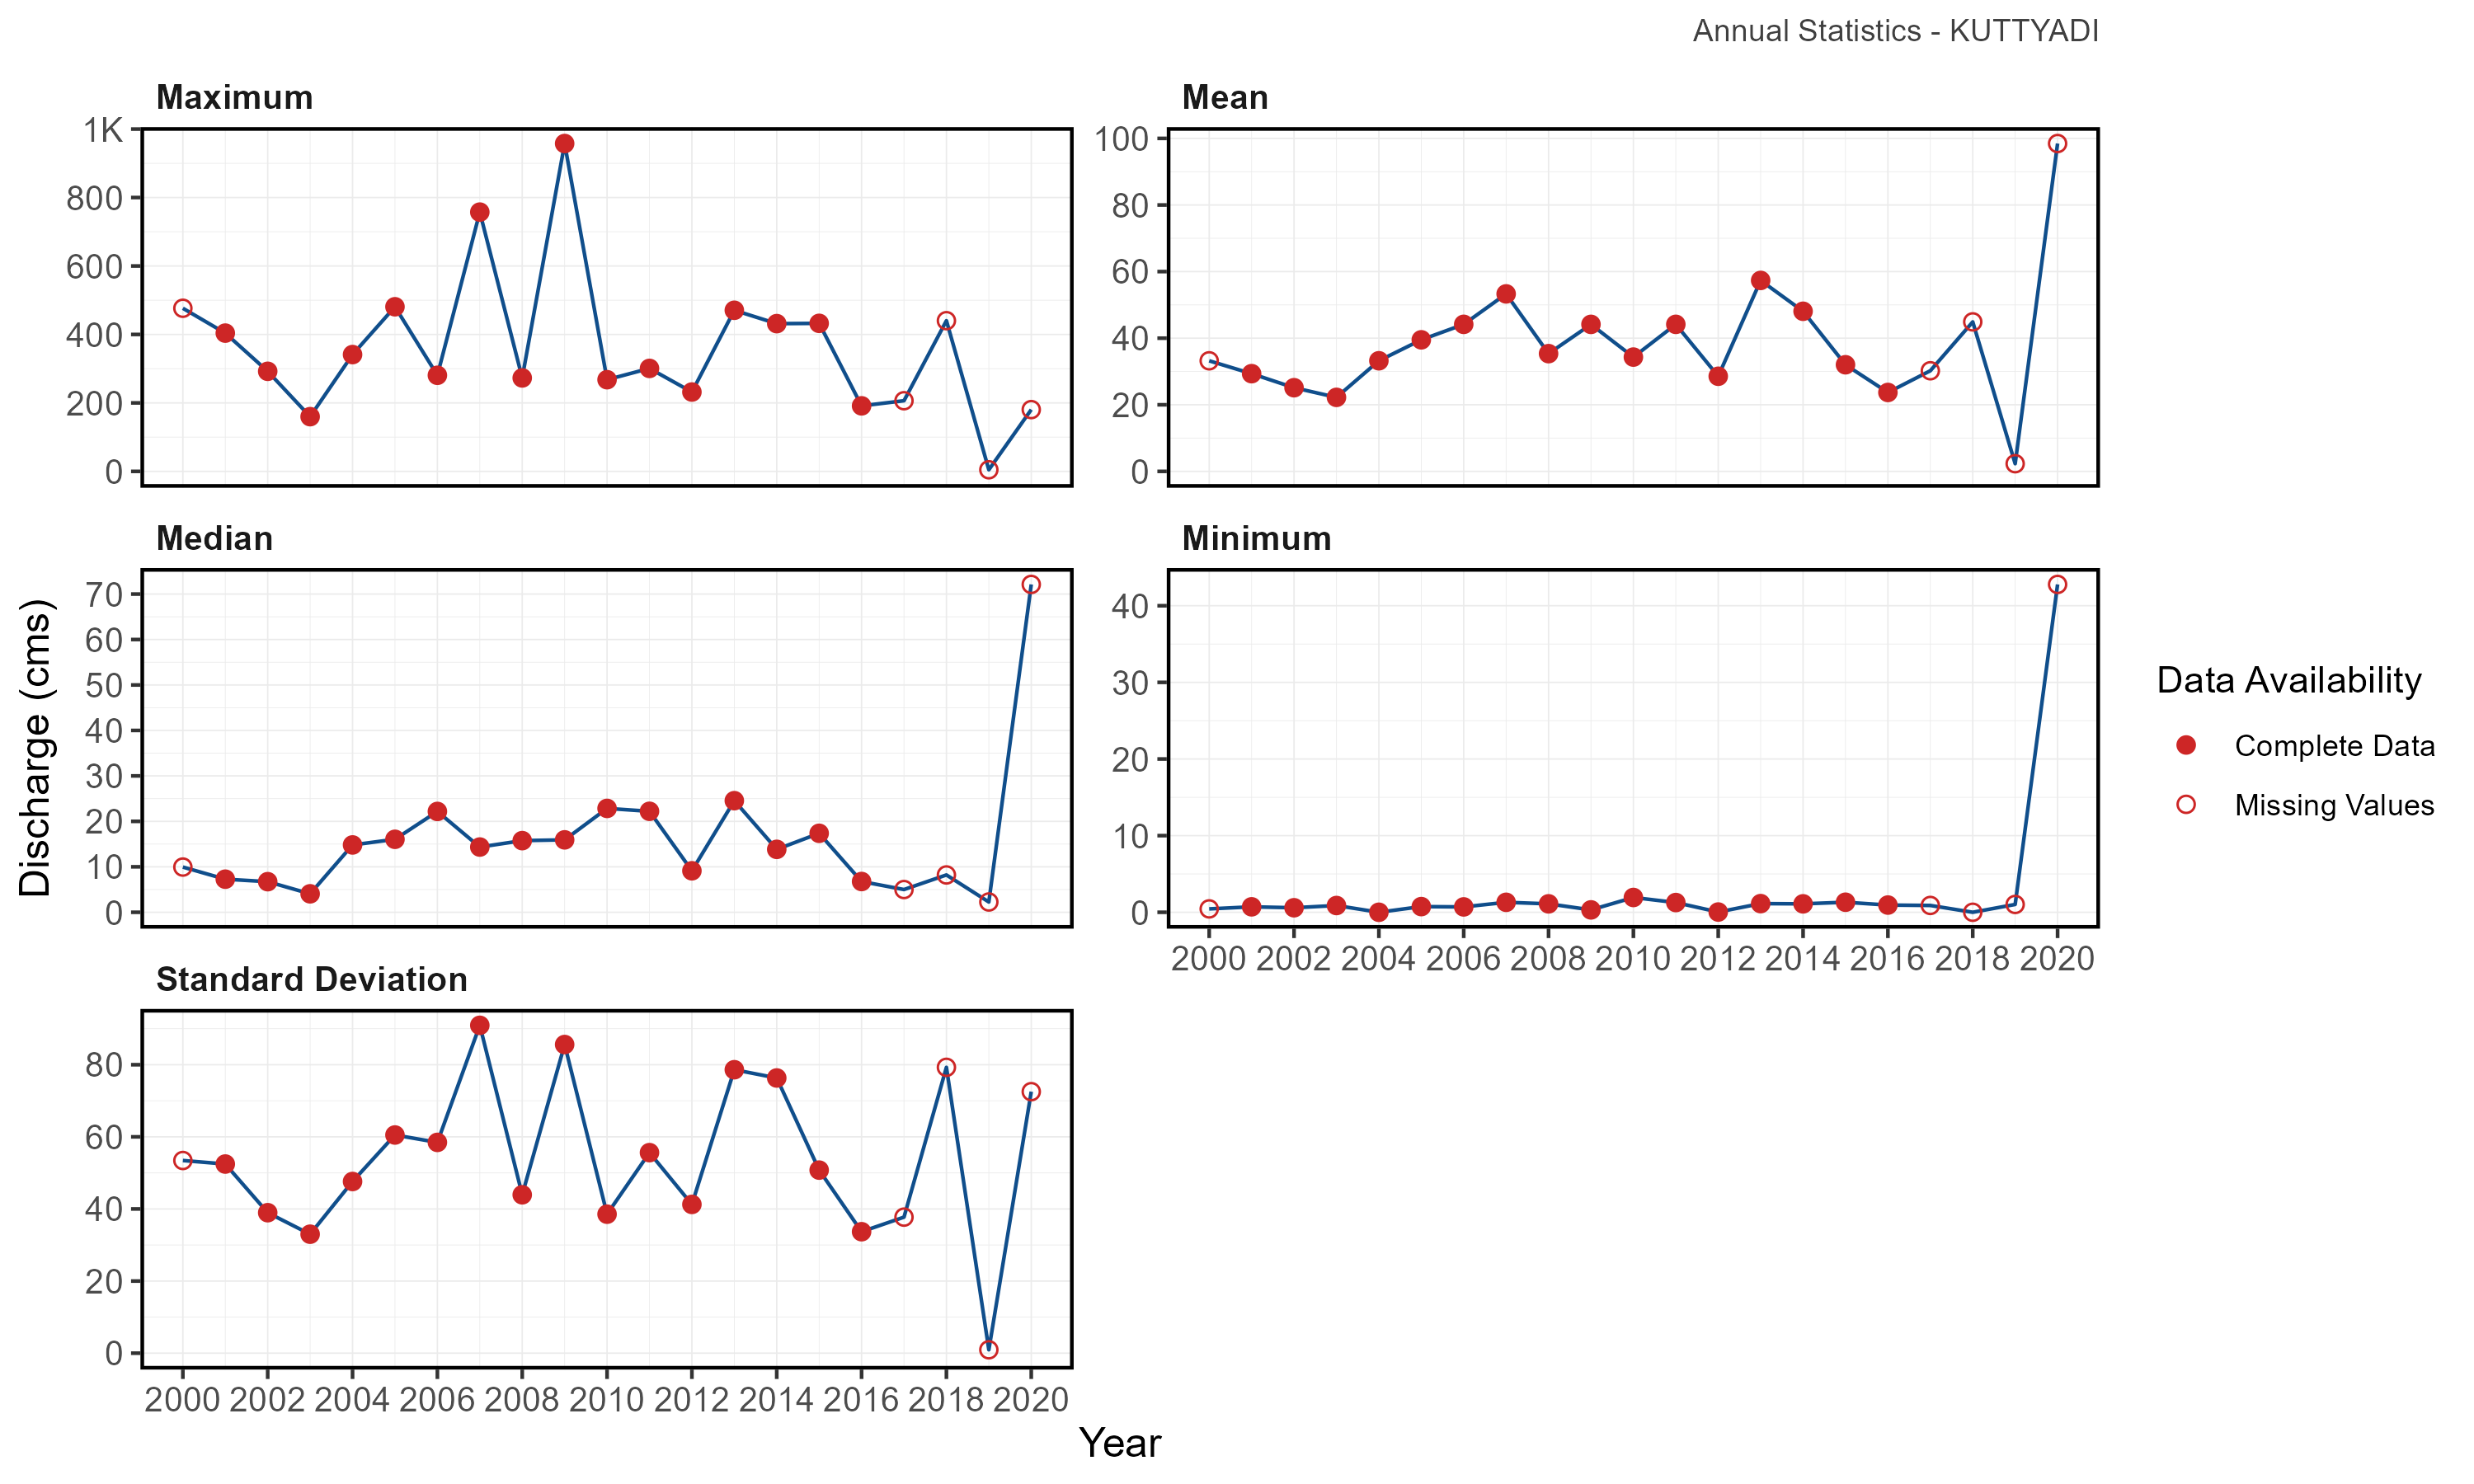 Annual Statistics - KUTTYADI
Maximum
1K
800
600
400
200
0
Mean
100
80
60
40
20
0
Discharge (cms)
Median
70
60
50
40
30
20
10
0
Minimum
40
30
20
10
0
2000 2002 2004 2006 2008 2010 2012 2014 2016 2018 2020
Standard Deviation
80
60
40
20
0
2000 2002 2004 2006 2008 2010 2012 2014 2016 2018 2020
Year
Data Availability
Complete Data
Missing Values